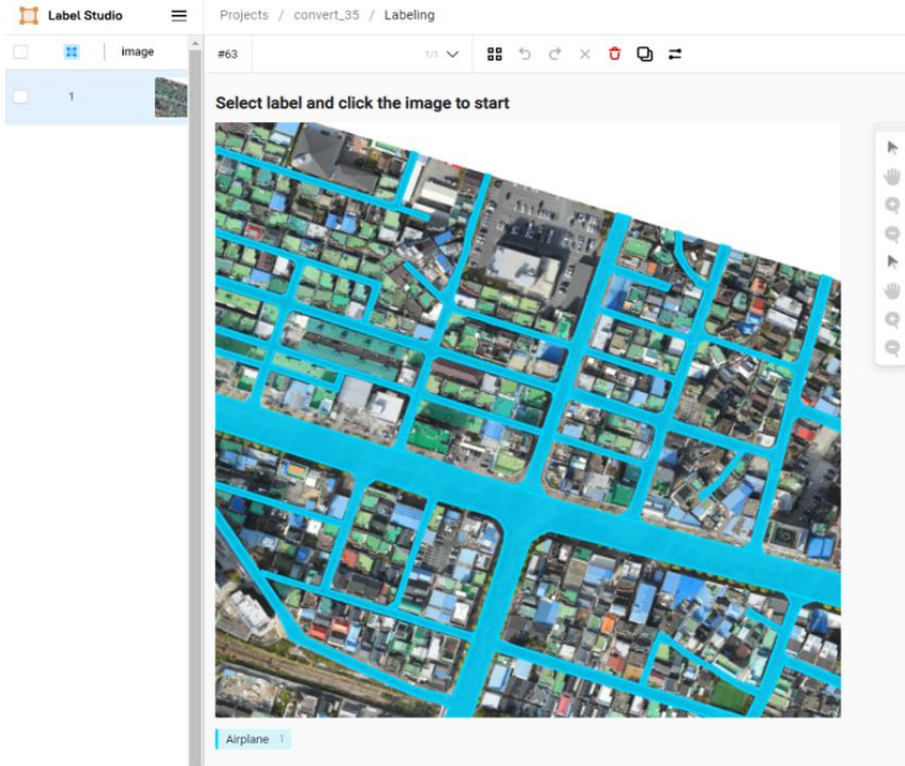 Label Studio
Projects / convert_35 / Labeling
image
#63
1/1
1
Select label and click the image to start
Airplane 1